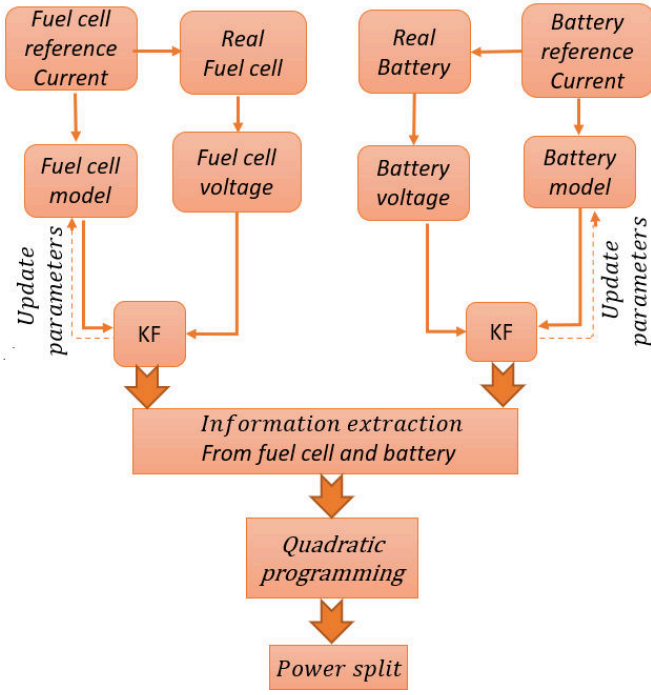 Fuel cell
reference
Current
Real
Fuel cell
Real
Battery
Battery
reference
Current
Fuel cell
model
Fuel cell
voltage
Battery
voltage
Battery
model
Update
parameters
KF
KF
Update
parameters
Information extraction
From fuel cell and battery
Quadratic
programming
Power split